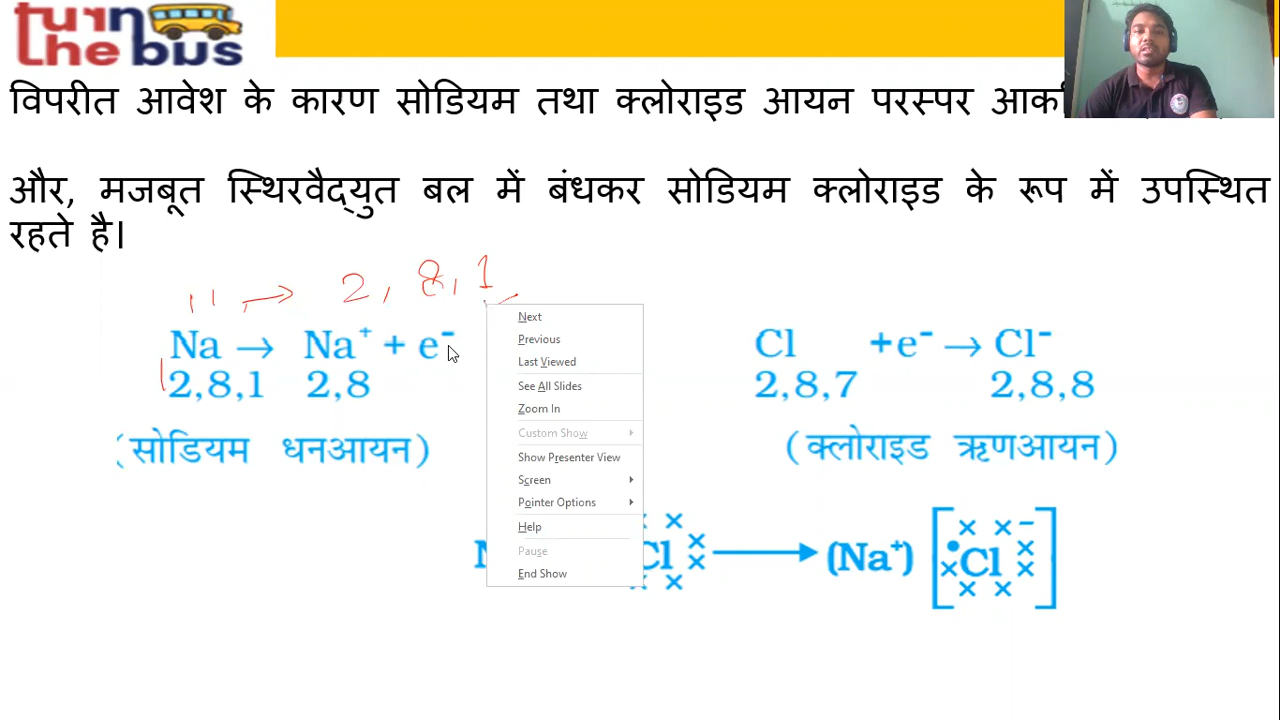 turn
the bus
विपरीत आवेश के कारण सोडियम तथा क्लोराइड आयन परस्पर
और, मजबूत स्थिरवैद्युत बल में बंधकर सोडियम क्लोराइड के रूप में उपस्थित
रहते है।
11 → 2, 8, 1
Na → Na⁺ + e⁻
2,8,1 2,8
(सोडियम धनआयन)
Cl +e⁻ → Cl⁻
2,8,7 2,8,8
(क्लोराइड ऋणआयन)
Next
Previous
Last Viewed
See All Slides
Zoom In
Custom Show
Show Presenter View
Screen
Pointer Options
Help
Pause
End Show
Cl → (Na⁺) [Cl]⁻